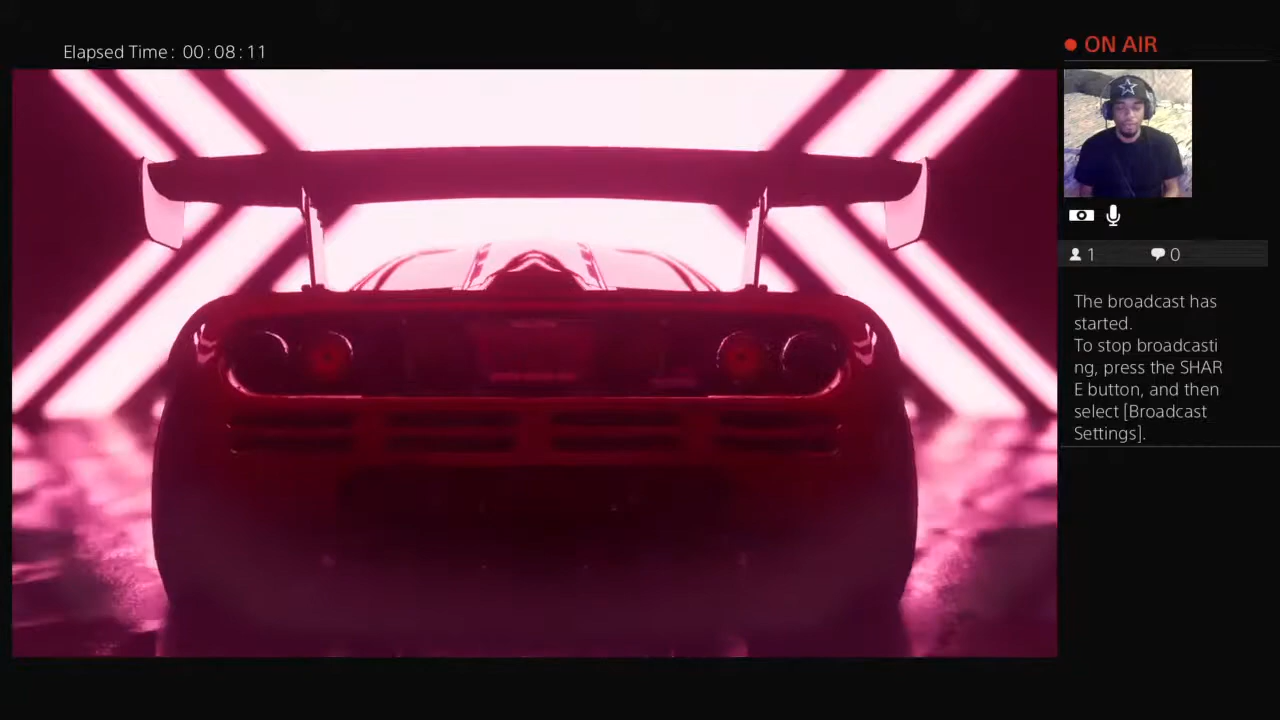 Elapsed Time: 00:08:11
ON AIR
1
0
The broadcast has
started.
To stop broadcasti
ng, press the SHAR
E button, and then
select [Broadcast
Settings].